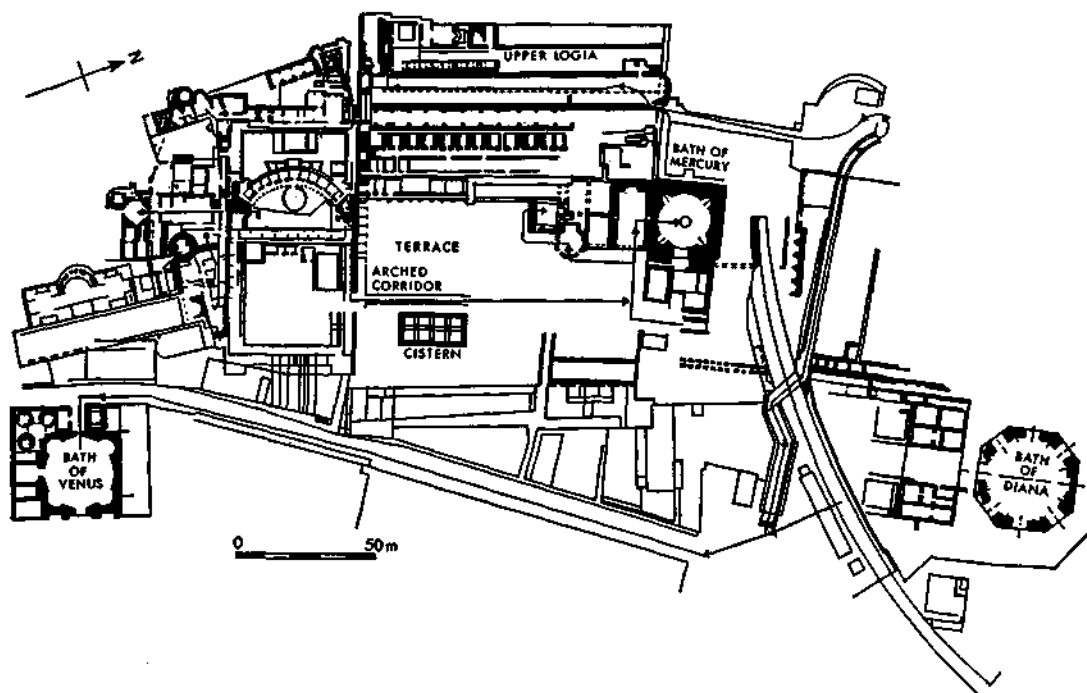 N
UPPER LOGIA
BATH OF
MERCURY
TERRACE
ARCHED
CORRIDOR
CISTERN
BATH
OF
VENUS
BATH
OF
DIANA
0 50m